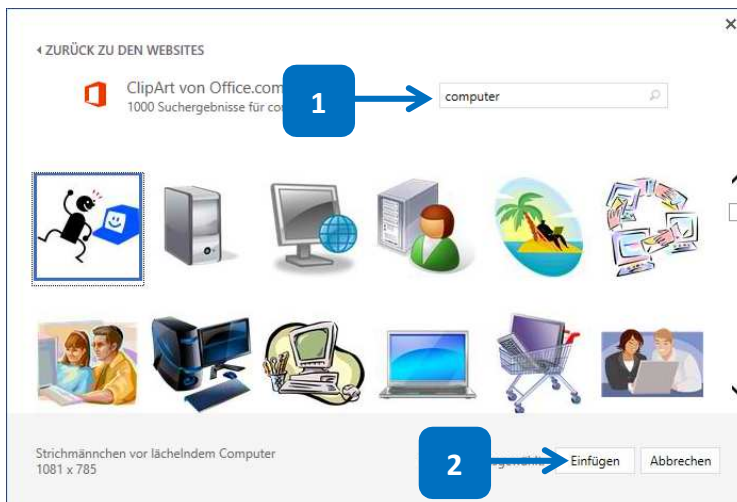 ZURÜCK ZU DEN WEBSITES
ClipArt von Office.com
1000 Suchergebnisse für
1
computer
Strichmännchen vor lächelndem Computer
1081 x 785
2
Einfügen
Abbrechen